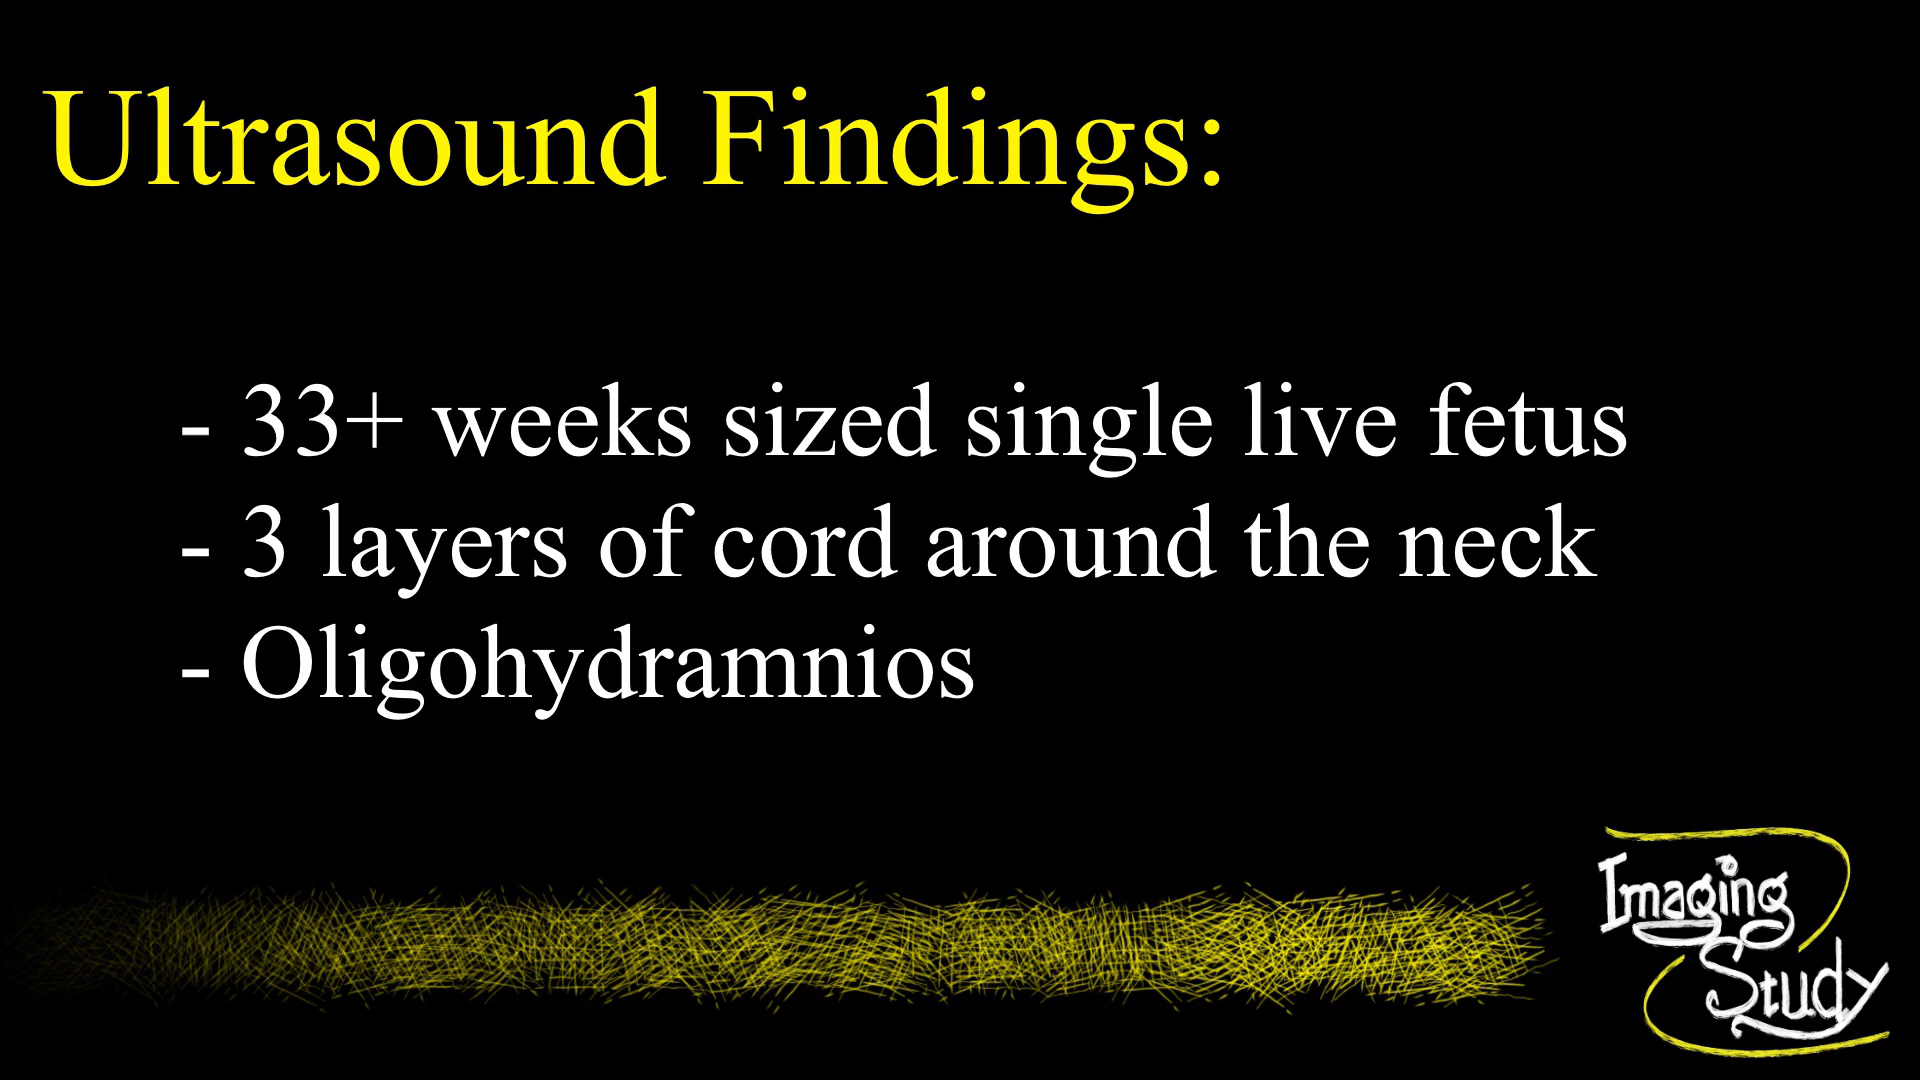 Ultrasound Findings:
- 33+ weeks sized single live fetus
- 3 layers of cord around the neck
- Oligohydramnios
Imaging
Study